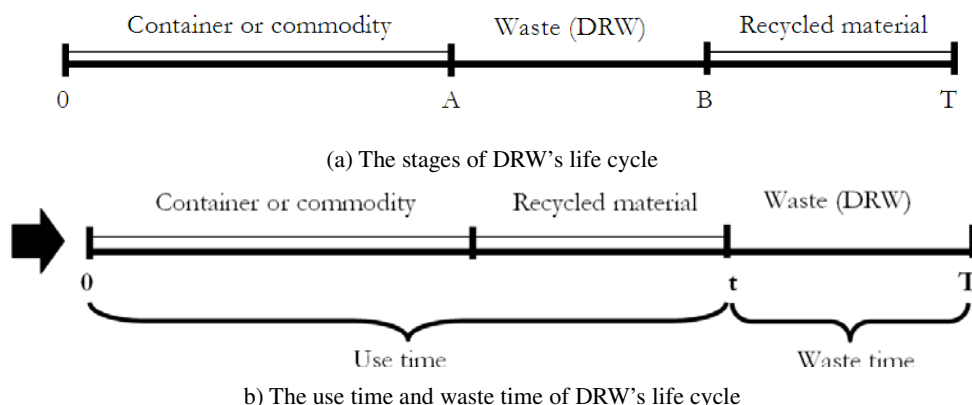 Container or commodity Waste (DRW) Recycled material
0 A B T
(a) The stages of DRW's life cycle
Container or commodity Recycled material Waste (DRW)
0 t T
Use time Waste time
b) The use time and waste time of DRW's life cycle